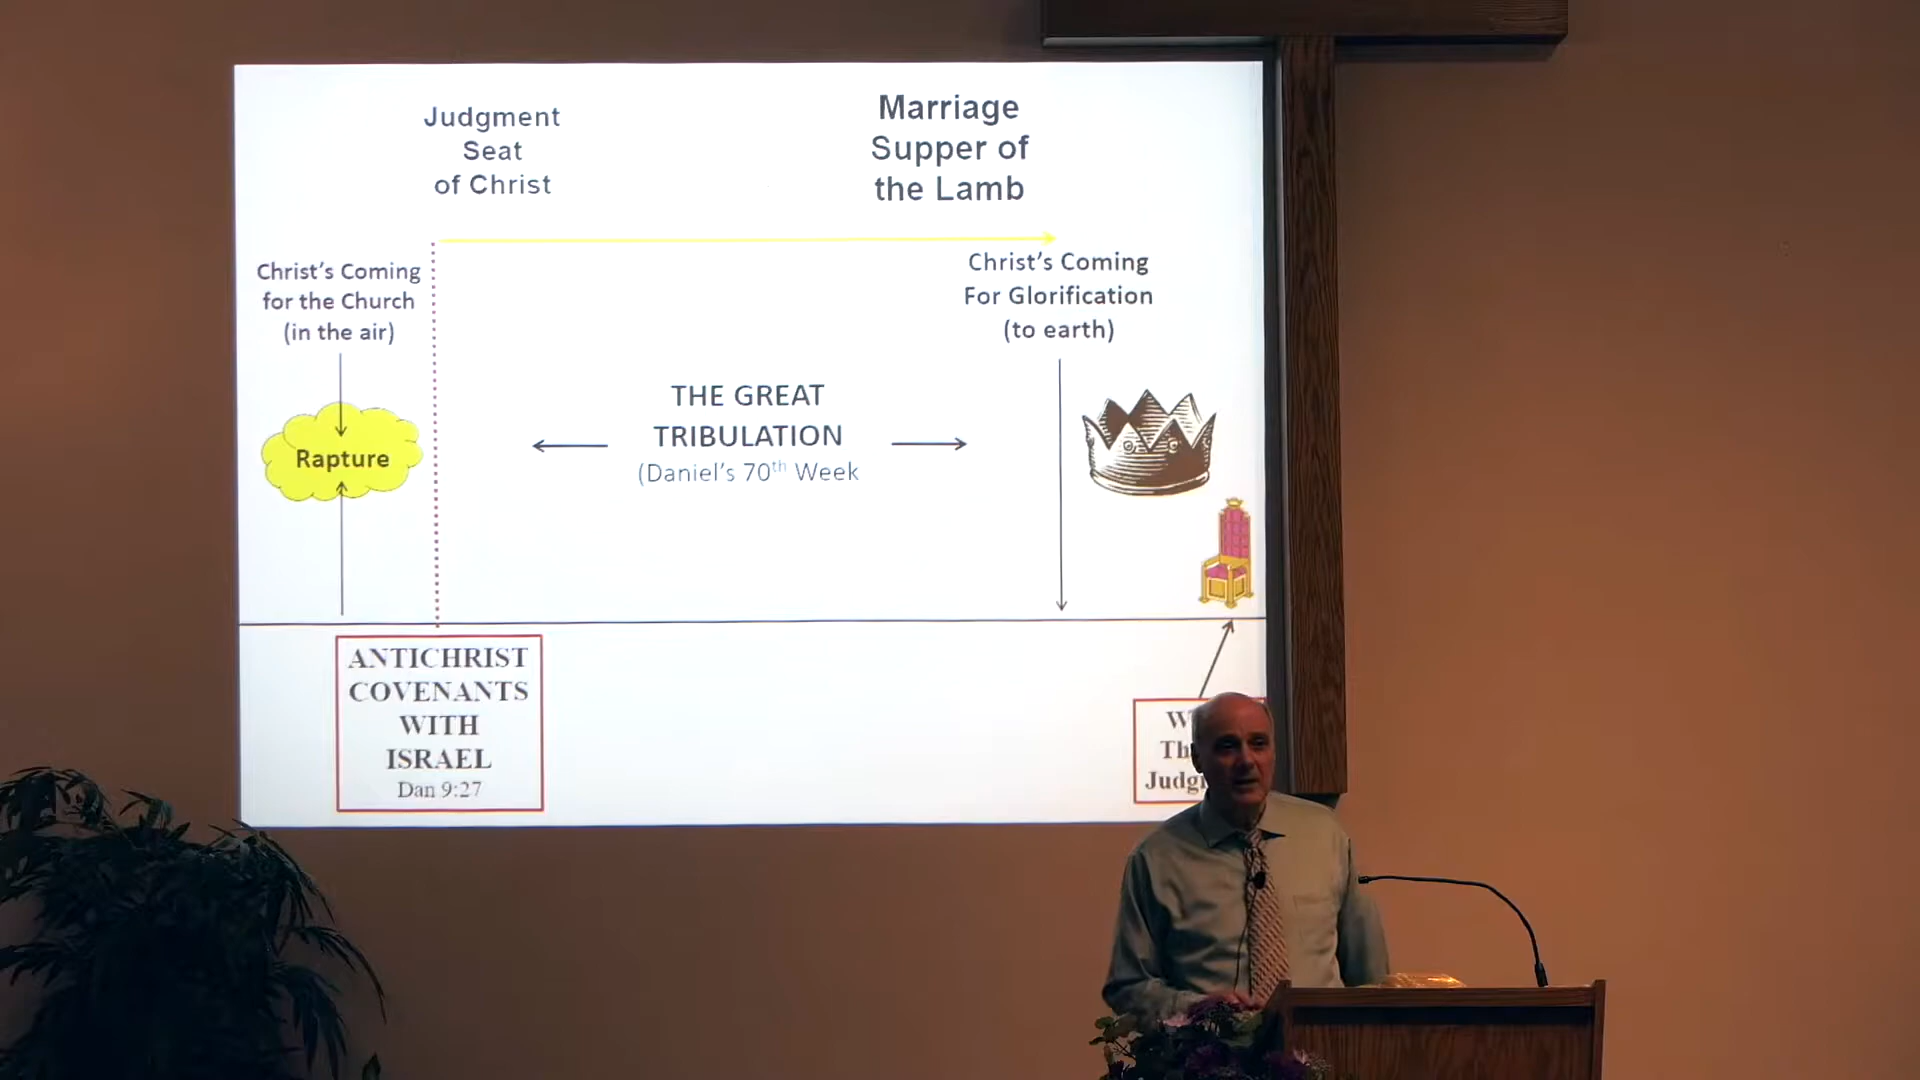 Judgment
Seat
of Christ
Marriage
Supper of
the Lamb
Christ's Coming
for the Church
(in the air)
Christ's Coming
For Glorification
(to earth)
Rapture
THE GREAT
TRIBULATION
(Daniel's 70th Week
ANTICHRIST
COVENANTS
WITH
ISRAEL
Dan 9:27